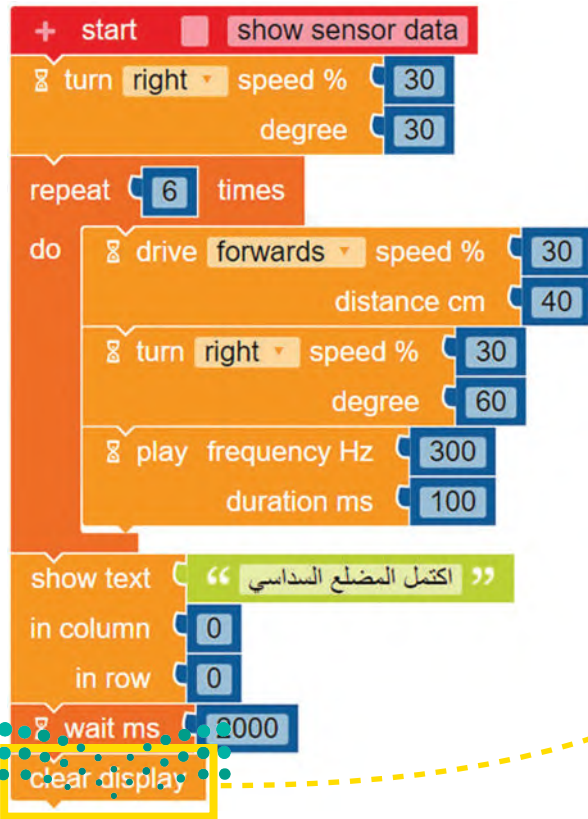 + start show sensor data
turn right speed % 30
degree 30
repeat 6 times
do drive forwards speed % 30
distance cm 40
turn right speed % 30
degree 60
play frequency Hz 300
duration ms 100
show text “ اكتمل المضلع السداسي ”
in column 0
in row 0
wait ms 2000
clear display